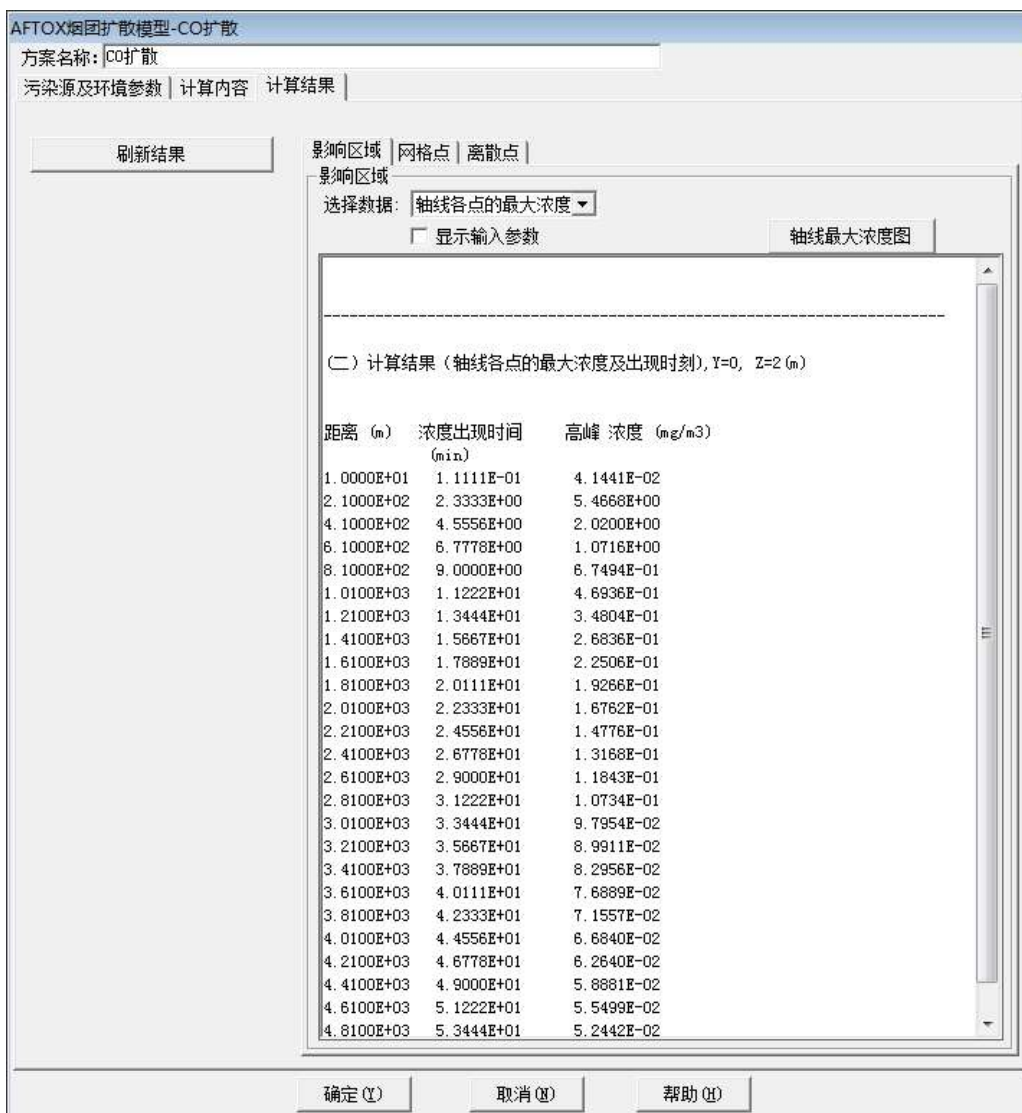 AFTOX烟团扩散模型-CO扩散
方案名称: CO扩散
污染源及环境参数 计算内容 计算结果
刷新结果
影响区域 网格点 离散点
影响区域
选择数据: 轴线各点的最大浓度
显示输入参数 轴线最大浓度图
------------------------------------------------------------------------
(二) 计算结果 (轴线各点的最大浓度及出现时刻), Y=0, Z=2(m)
距离 (m) 浓度出现时间 高峰 浓度 (mg/m3)
(min)
1.0000E+01 1.1111E-01 4.1441E-02
2.1000E+02 2.3333E+00 5.4668E+00
4.1000E+02 4.5556E+00 2.0200E+00
6.1000E+02 6.7778E+00 1.0716E+00
8.1000E+02 9.0000E+00 6.7494E-01
1.0100E+03 1.1222E+01 4.6936E-01
1.2100E+03 1.3444E+01 3.4804E-01
1.4100E+03 1.5667E+01 2.6836E-01
1.6100E+03 1.7889E+01 2.2506E-01
1.8100E+03 2.0111E+01 1.9266E-01
2.0100E+03 2.2333E+01 1.6762E-01
2.2100E+03 2.4556E+01 1.4776E-01
2.4100E+03 2.6778E+01 1.3168E-01
2.6100E+03 2.9000E+01 1.1843E-01
2.8100E+03 3.1222E+01 1.0734E-01
3.0100E+03 3.3444E+01 9.7954E-02
3.2100E+03 3.5667E+01 8.9911E-02
3.4100E+03 3.7889E+01 8.2956E-02
3.6100E+03 4.0111E+01 7.6889E-02
3.8100E+03 4.2333E+01 7.1557E-02
4.0100E+03 4.4556E+01 6.6840E-02
4.2100E+03 4.6778E+01 6.2640E-02
4.4100E+03 4.9000E+01 5.8881E-02
4.6100E+03 5.1222E+01 5.5499E-02
4.8100E+03 5.3444E+01 5.2442E-02
确定(Y) 取消(N) 帮助(H)